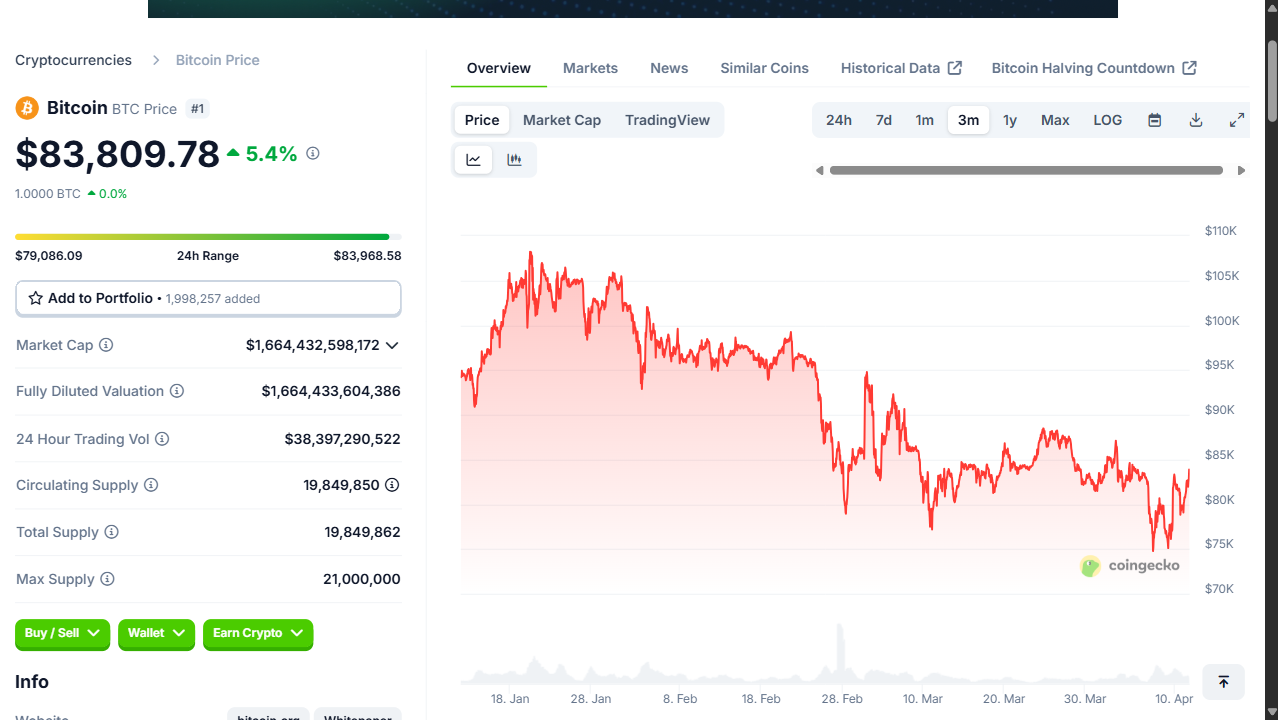 Cryptocurrencies > Bitcoin Price
Bitcoin BTC Price #1
$83,809.78 5.4%
1.0000 BTC 0.0%
$79,086.09 24h Range $83,968.58
Add to Portfolio • 1,998,257 added
Market Cap $1,664,432,598,172
Fully Diluted Valuation $1,664,433,604,386
24 Hour Trading Vol $38,397,290,522
Circulating Supply 19,849,850
Total Supply 19,849,862
Max Supply 21,000,000
Buy / Sell Wallet Earn Crypto
Info
Website bitcoin.org Whitepaper
Overview Markets News Similar Coins Historical Data Bitcoin Halving Countdown
Price Market Cap TradingView 24h 7d 1m 3m 1y Max LOG
$110K
$105K
$100K
$95K
$90K
$85K
$80K
$75K
$70K
coingecko
18. Jan 28. Jan 8. Feb 18. Feb 28. Feb 10. Mar 20. Mar 30. Mar 10. Apr